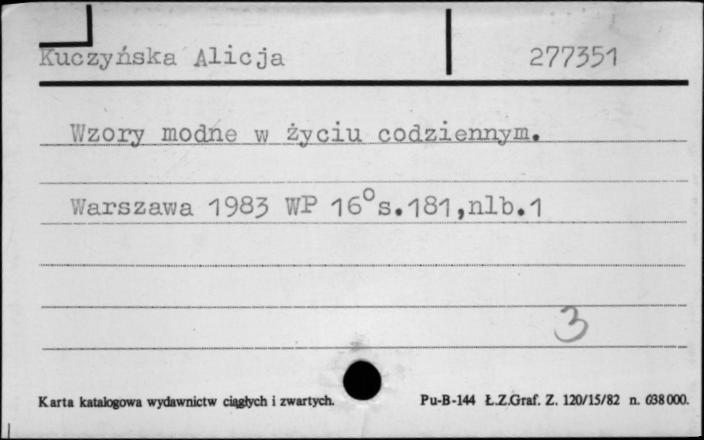 Kuczyńska Alicja 277351
Wzory modne w życiu codziennym.
Warszawa 1983 WP 16° s.181,nlb.1
3
Karta katalogowa wydawnictw ciągłych i zwartych. Pu-B-144 Ł.Z.Graf. Z. 120/15/82 n. 638000.